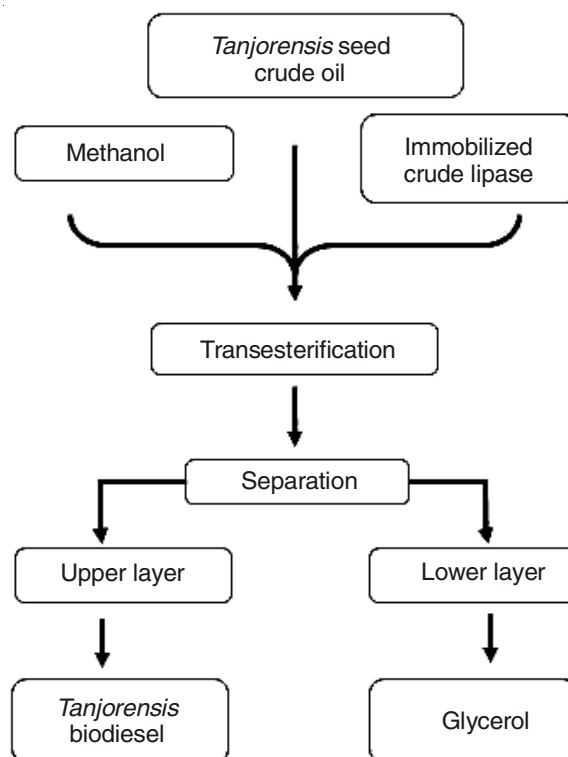 Tanjorensis seed
crude oil
Methanol
Immobilized
crude lipase
Transesterification
Separation
Upper layer
Lower layer
Tanjorensis
biodiesel
Glycerol